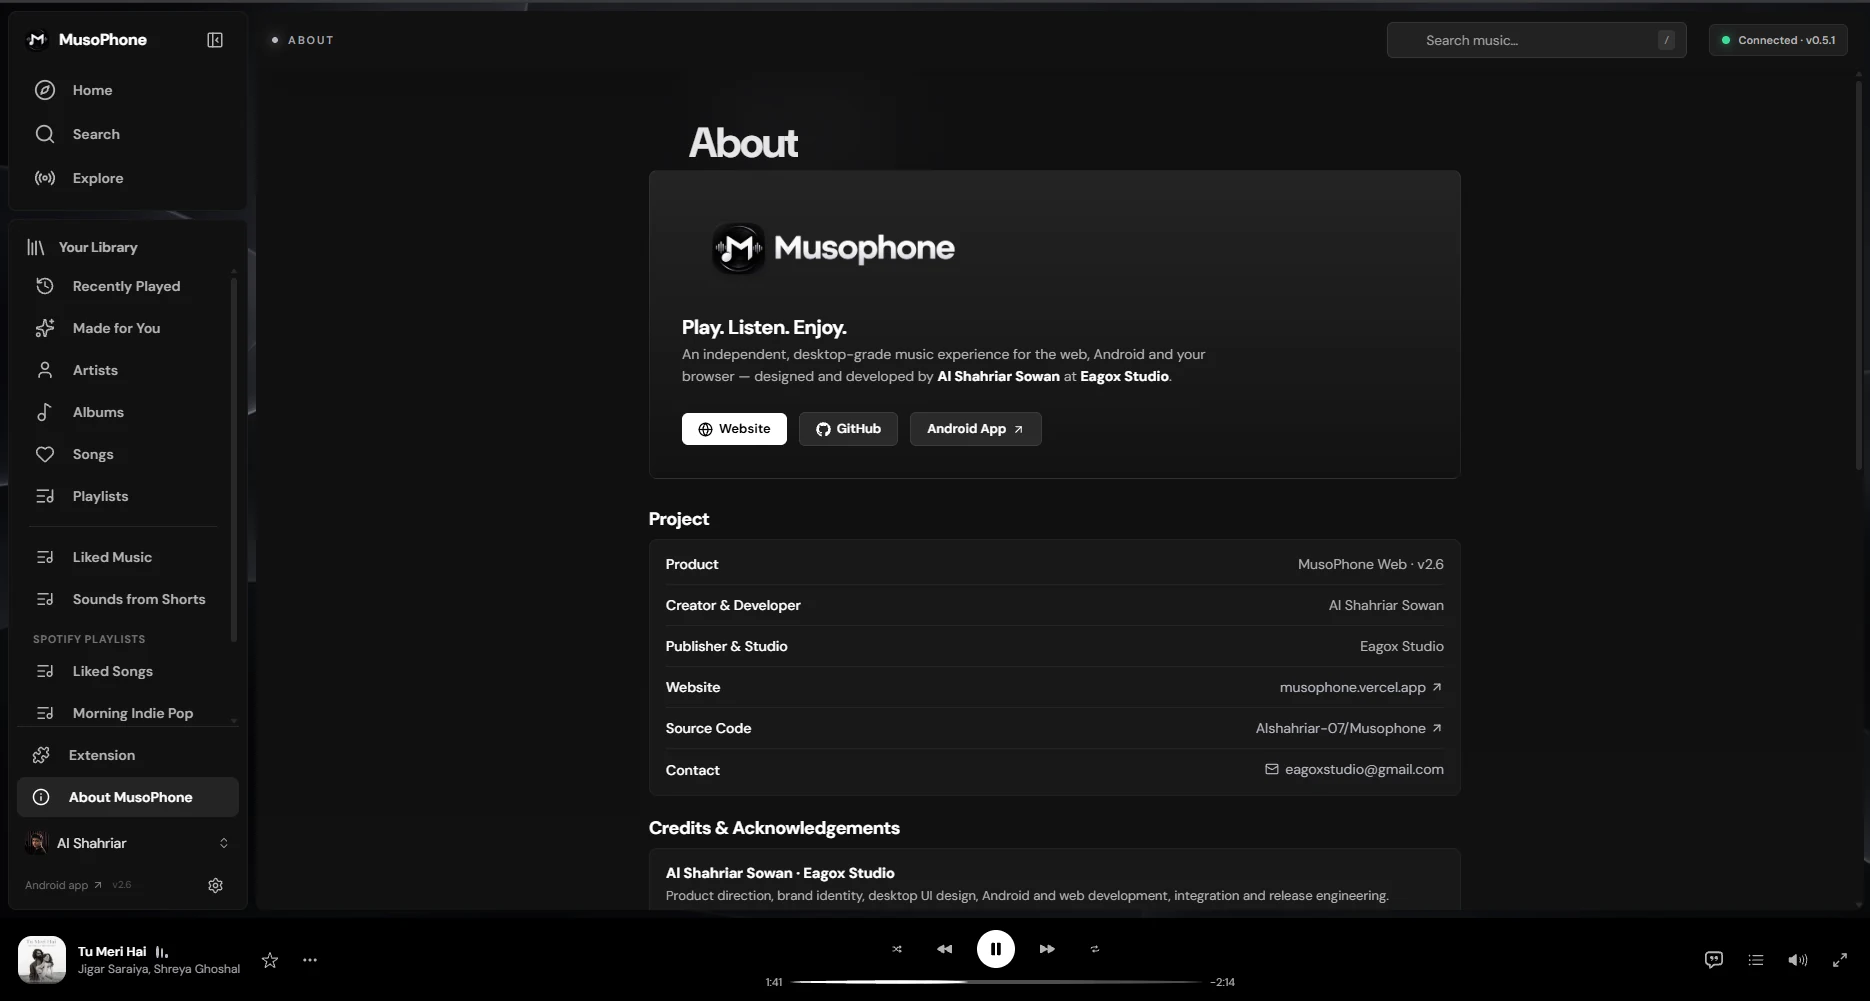 MusoPhone
Home
Search
Explore
Your Library
Recently Played
Made for You
Artists
Albums
Songs
Playlists
Liked Music
Sounds from Shorts
SPOTIFY PLAYLISTS
Liked Songs
Morning Indie Pop
Extension
About MusoPhone
Al Shahriar
Android app ↗ v2.6
ABOUT
Search music... /
Connected · v0.5.1
About
Musophone
Play. Listen. Enjoy.
An independent, desktop-grade music experience for the web, Android and your
browser — designed and developed by Al Shahriar Sowan at Eagox Studio.
Website GitHub Android App ↗
Project
Product MusoPhone Web · v2.6
Creator & Developer Al Shahriar Sowan
Publisher & Studio Eagox Studio
Website musophone.vercel.app ↗
Source Code Alshahriar-07/Musophone ↗
Contact eagoxstudio@gmail.com
Credits & Acknowledgements
Al Shahriar Sowan · Eagox Studio
Product direction, brand identity, desktop UI design, Android and web development, integration and release engineering.
Tu Meri Hai
Jigar Saraiya, Shreya Ghoshal
1:41 -2:14